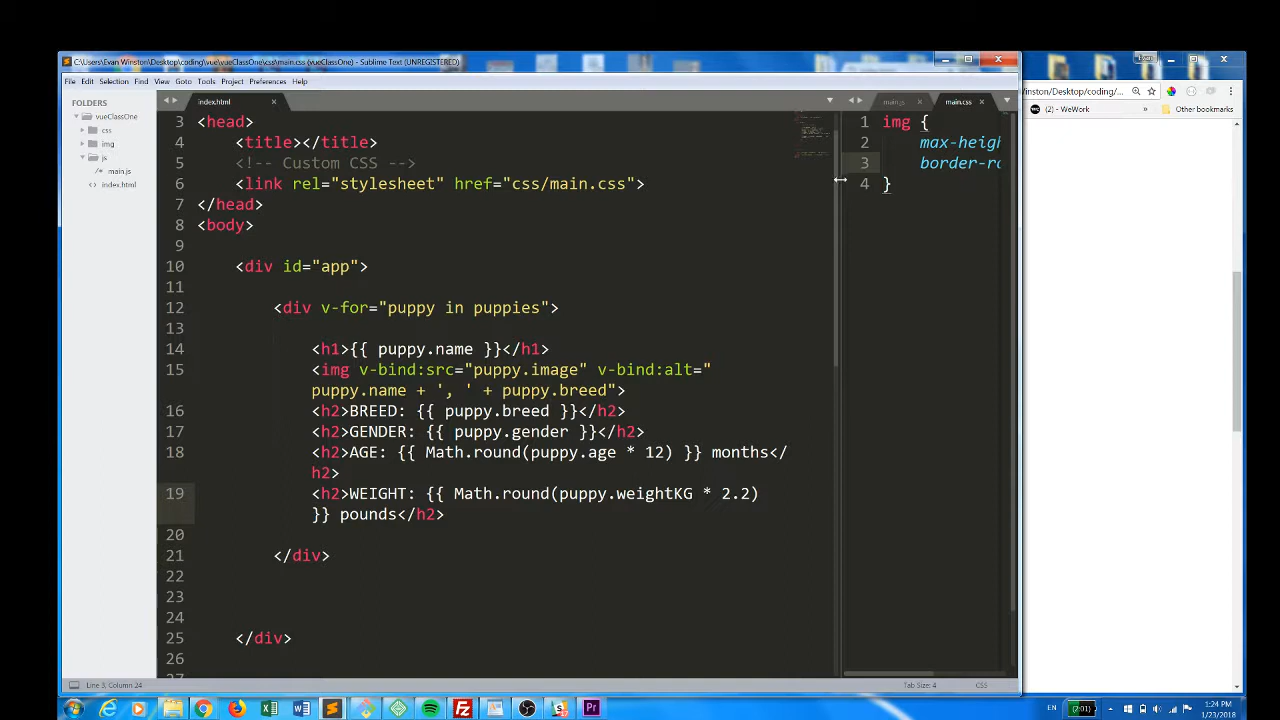 C:\Users\Evan Winston\Desktop\coding\vue\vueClassOne\css\main.css (vueClassOne) - Sublime Text (UNREGISTERED)
File Edit Selection Find View Goto Tools Project Preferences Help
FOLDERS
vueClassOne
css
img
js
main.js
index.html
index.html
3 <head>
4 <title></title>
5 <!-- Custom CSS -->
6 <link rel="stylesheet" href="css/main.css">
7 </head>
8 <body>
9
10 <div id="app">
11
12 <div v-for="puppy in puppies">
13
14 <h1>{{ puppy.name }}</h1>
15 <img v-bind:src="puppy.image" v-bind:alt="
puppy.name + ', ' + puppy.breed">
16 <h2>BREED: {{ puppy.breed }}</h2>
17 <h2>GENDER: {{ puppy.gender }}</h2>
18 <h2>AGE: {{ Math.round(puppy.age * 12) }} months</
h2>
19 <h2>WEIGHT: {{ Math.round(puppy.weightKG * 2.2)
}} pounds</h2>
20
21 </div>
22
23
24
25 </div>
26
main.js main.css
1 img {
2 max-heigh
3 border-ra
4 }
inston/Desktop/coding/...
(2) - WeWork
Other bookmarks
Line 3, Column 24
Tab Size: 4
CSS
EN
(2:01)
1:24 PM
1/23/2018